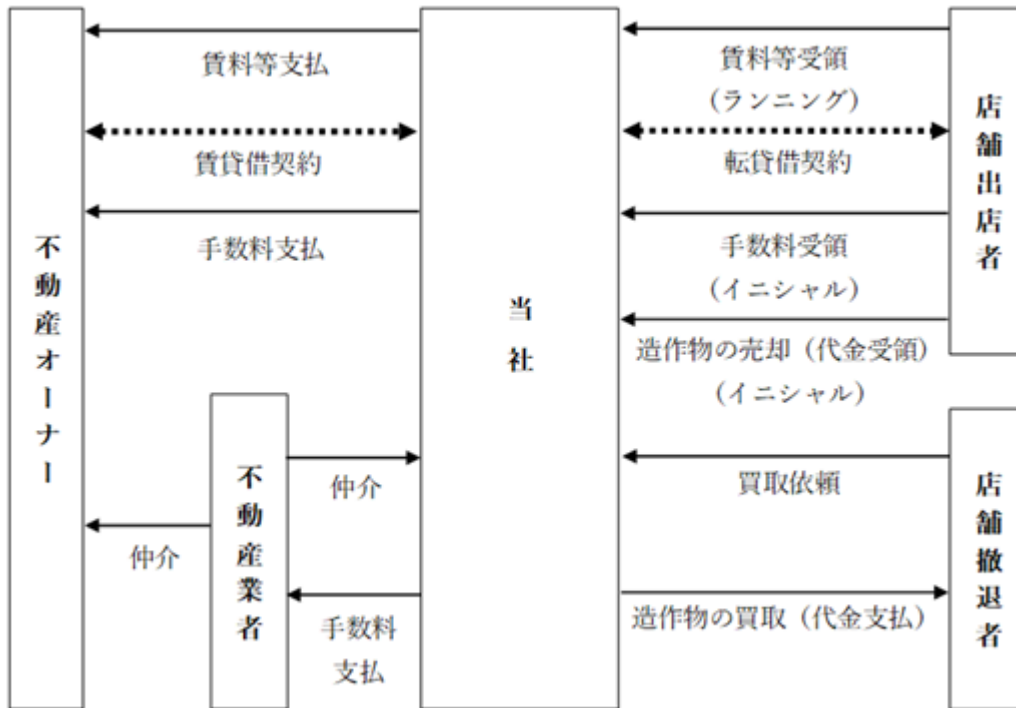 賃料等支払
賃貸借契約
手数料支払
不動産オーナー
仲介
不動産業者
仲介
手数料
支払
当社
賃料等受領
（ランニング）
転貸借契約
手数料受領
（イニシャル）
造作物の売却（代金受領）
（イニシャル）
買取依頼
造作物の買取（代金支払）
店舗出店者
店舗撤退者